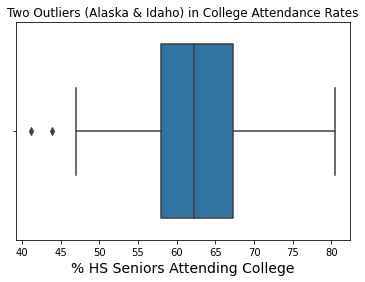 Two Outliers (Alaska & Idaho) in College Attendance Rates
40 45 50 55 60 65 70 75 80
% HS Seniors Attending College